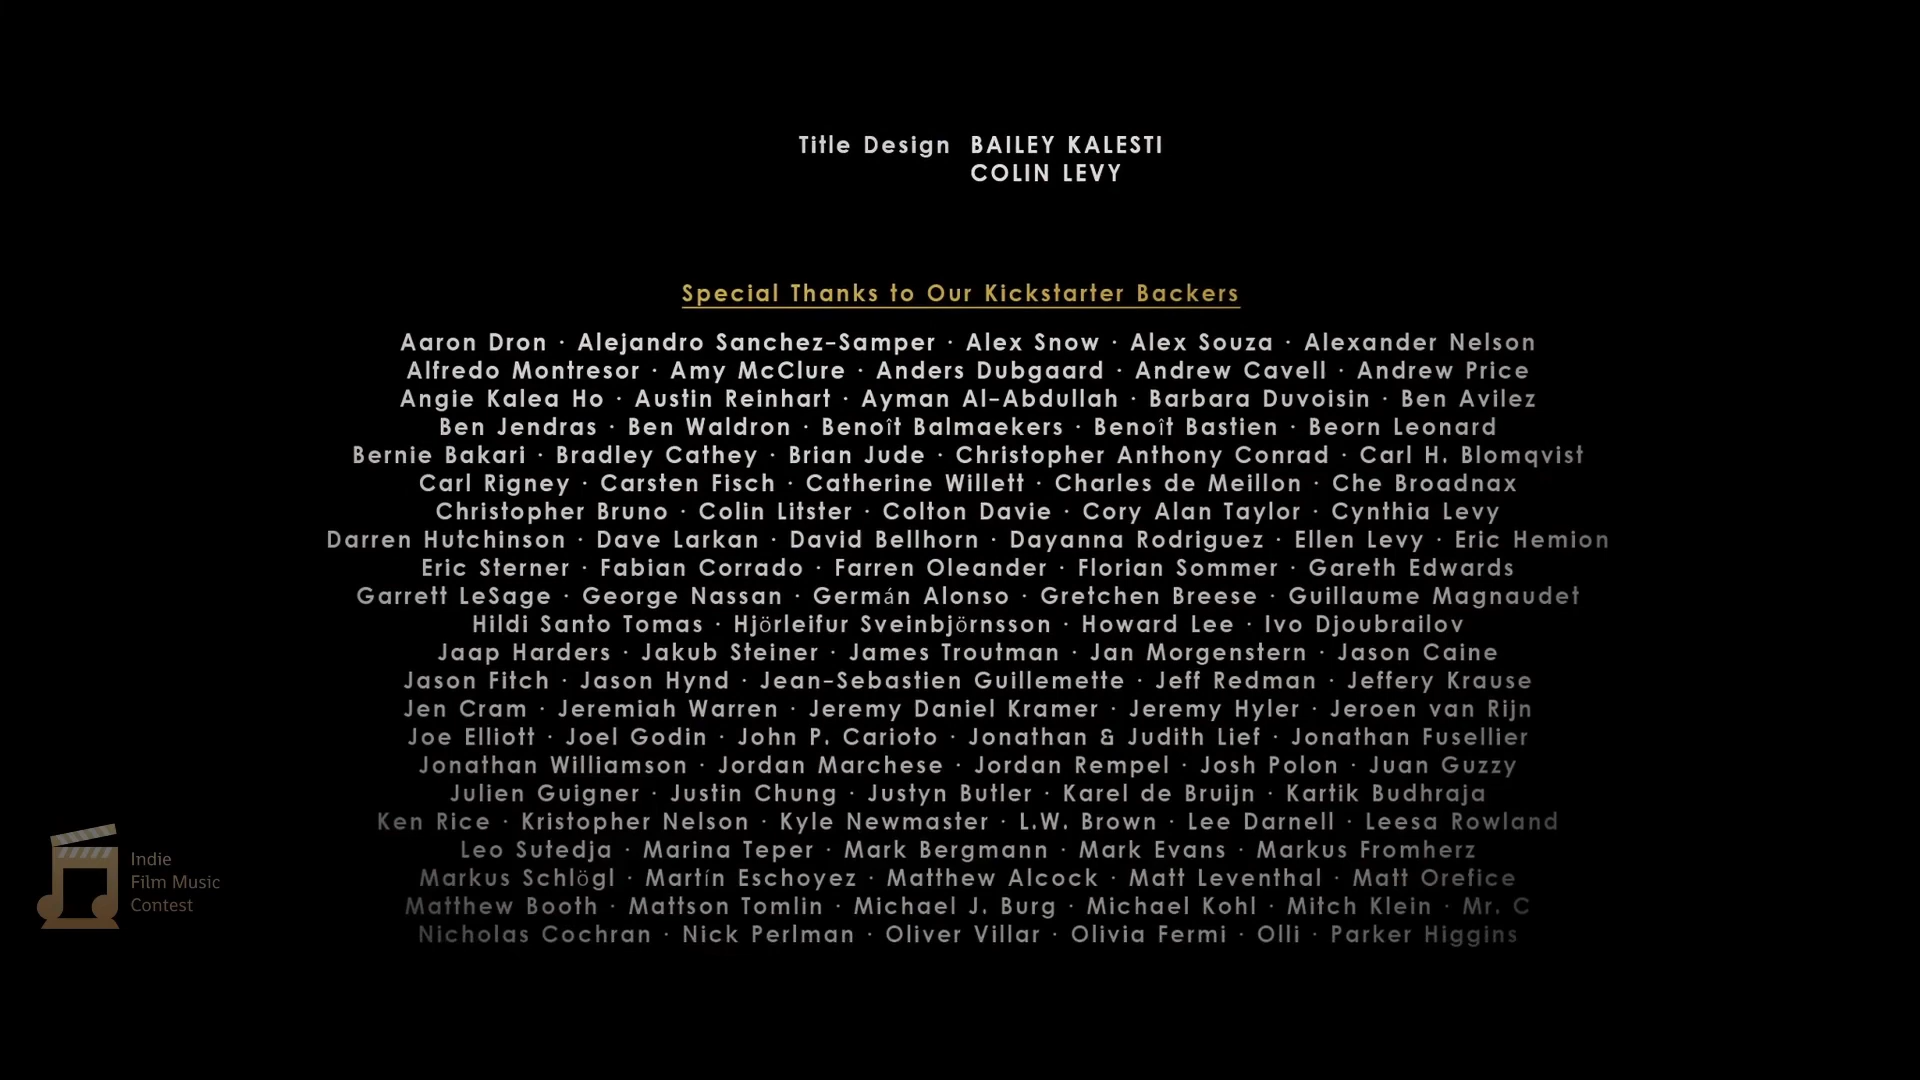 Title Design BAILEY KALESTI
COLIN LEVY
Special Thanks to Our Kickstarter Backers
Aaron Dron · Alejandro Sanchez-Samper · Alex Snow · Alex Souza · Alexander Nelson
Alfredo Montresor · Amy McClure · Anders Dubgaard · Andrew Cavell · Andrew Price
Angie Kalea Ho · Austin Reinhart · Ayman Al-Abdullah · Barbara Duvoisin · Ben Avilez
Ben Jendras · Ben Waldron · Benoît Balmaekers · Benoît Bastien · Beorn Leonard
Bernie Bakari · Bradley Cathey · Brian Jude · Christopher Anthony Conrad · Carl H. Blomqvist
Carl Rigney · Carsten Fisch · Catherine Willett · Charles de Meillon · Che Broadnax
Christopher Bruno · Colin Litster · Colton Davie · Cory Alan Taylor · Cynthia Levy
Darren Hutchinson · Dave Larkan · David Bellhorn · Dayanna Rodriguez · Ellen Levy · Eric Hemion
Eric Sterner · Fabian Corrado · Farren Oleander · Florian Sommer · Gareth Edwards
Garrett LeSage · George Nassan · Germán Alonso · Gretchen Breese · Guillaume Magnaudet
Hildi Santo Tomas · Hjörleifur Sveinbjörnsson · Howard Lee · Ivo Djoubrailov
Jaap Harders · Jakub Steiner · James Troutman · Jan Morgenstern · Jason Caine
Jason Fitch · Jason Hynd · Jean-Sebastien Guillemette · Jeff Redman · Jeffery Krause
Jen Cram · Jeremiah Warren · Jeremy Daniel Kramer · Jeremy Hyler · Jeroen van Rijn
Joe Elliott · Joel Godin · John P. Carioto · Jonathan & Judith Lief · Jonathan Fusellier
Jonathan Williamson · Jordan Marchese · Jordan Rempel · Josh Polon · Juan Guzzy
Julien Guigner · Justin Chung · Justyn Butler · Karel de Bruijn · Kartik Budhraja
Ken Rice · Kristopher Nelson · Kyle Newmaster · L.W. Brown · Lee Darnell · Leesa Rowland
Leo Sutedja · Marina Teper · Mark Bergmann · Mark Evans · Markus Fromherz
Markus Schlögl · Martín Eschoyez · Matthew Alcock · Matt Leventhal · Matt Orefice
Matthew Booth · Mattson Tomlin · Michael J. Burg · Michael Kohl · Mitch Klein · Mr. C
Nicholas Cochran · Nick Perlman · Oliver Villar · Olivia Fermi · Olli · Parker Higgins
Indie
Film Music
Contest